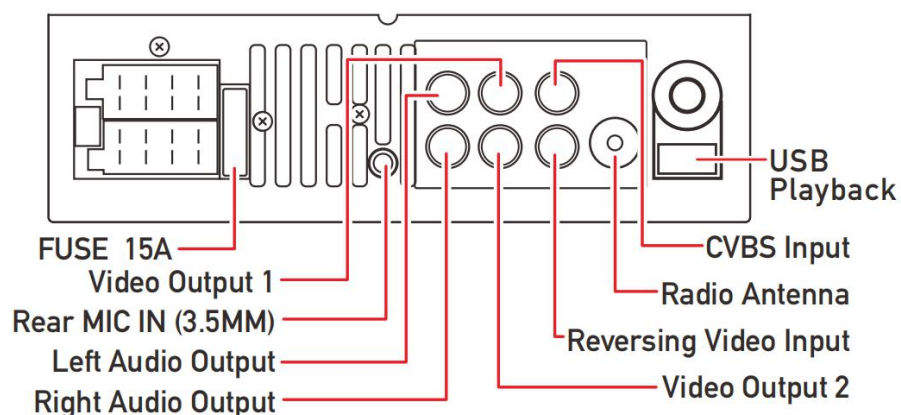 USB
Playback
FUSE 15A
CVBS Input
Video Output 1
Radio Antenna
Rear MIC IN (3.5MM)
Reversing Video Input
Left Audio Output
Video Output 2
Right Audio Output